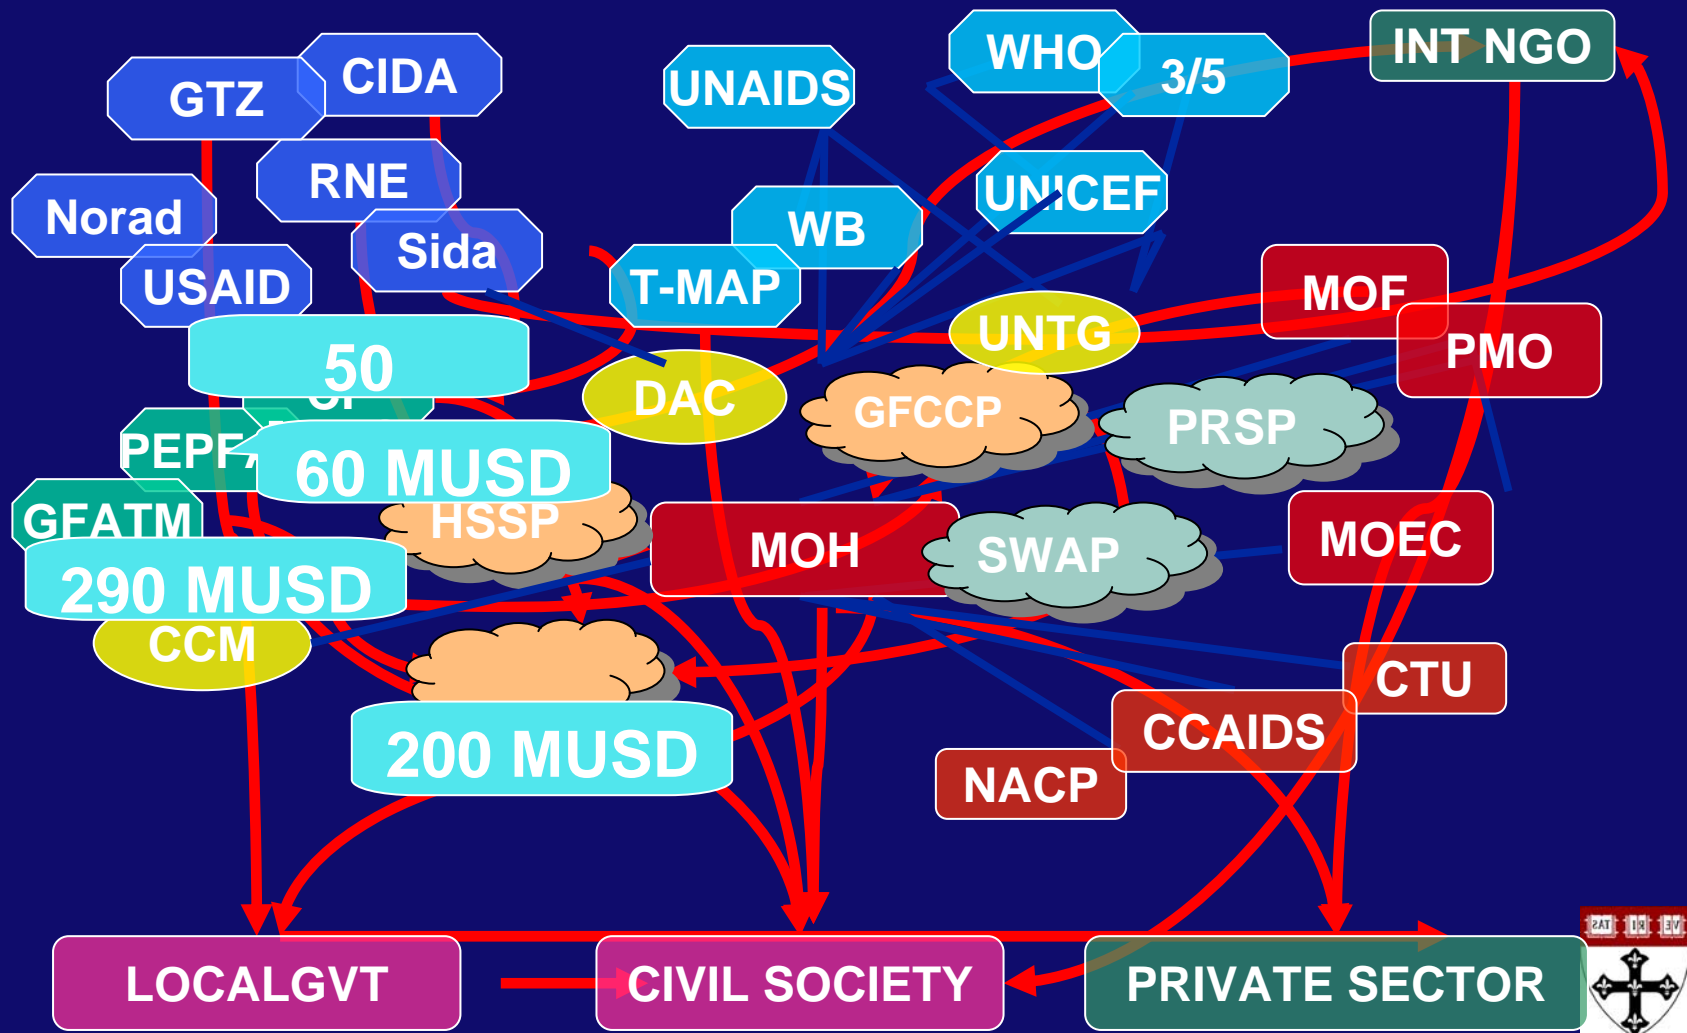 WHO
INT NGO
CIDA
3/5
GTZ
UNAIDS
RNE
UNICEF
Norad
WB
Sida
USAID
T-MAP
MOF
UNTG
PMO
50
DAC
GFCCP
PRSP
60 MUSD
GFATM
HSSP
MOH
SWAP
MOEC
290 MUSD
CCM
CTU
CCAIDS
200 MUSD
NACP
LOCALGVT
CIVIL SOCIETY
PRIVATE SECTOR